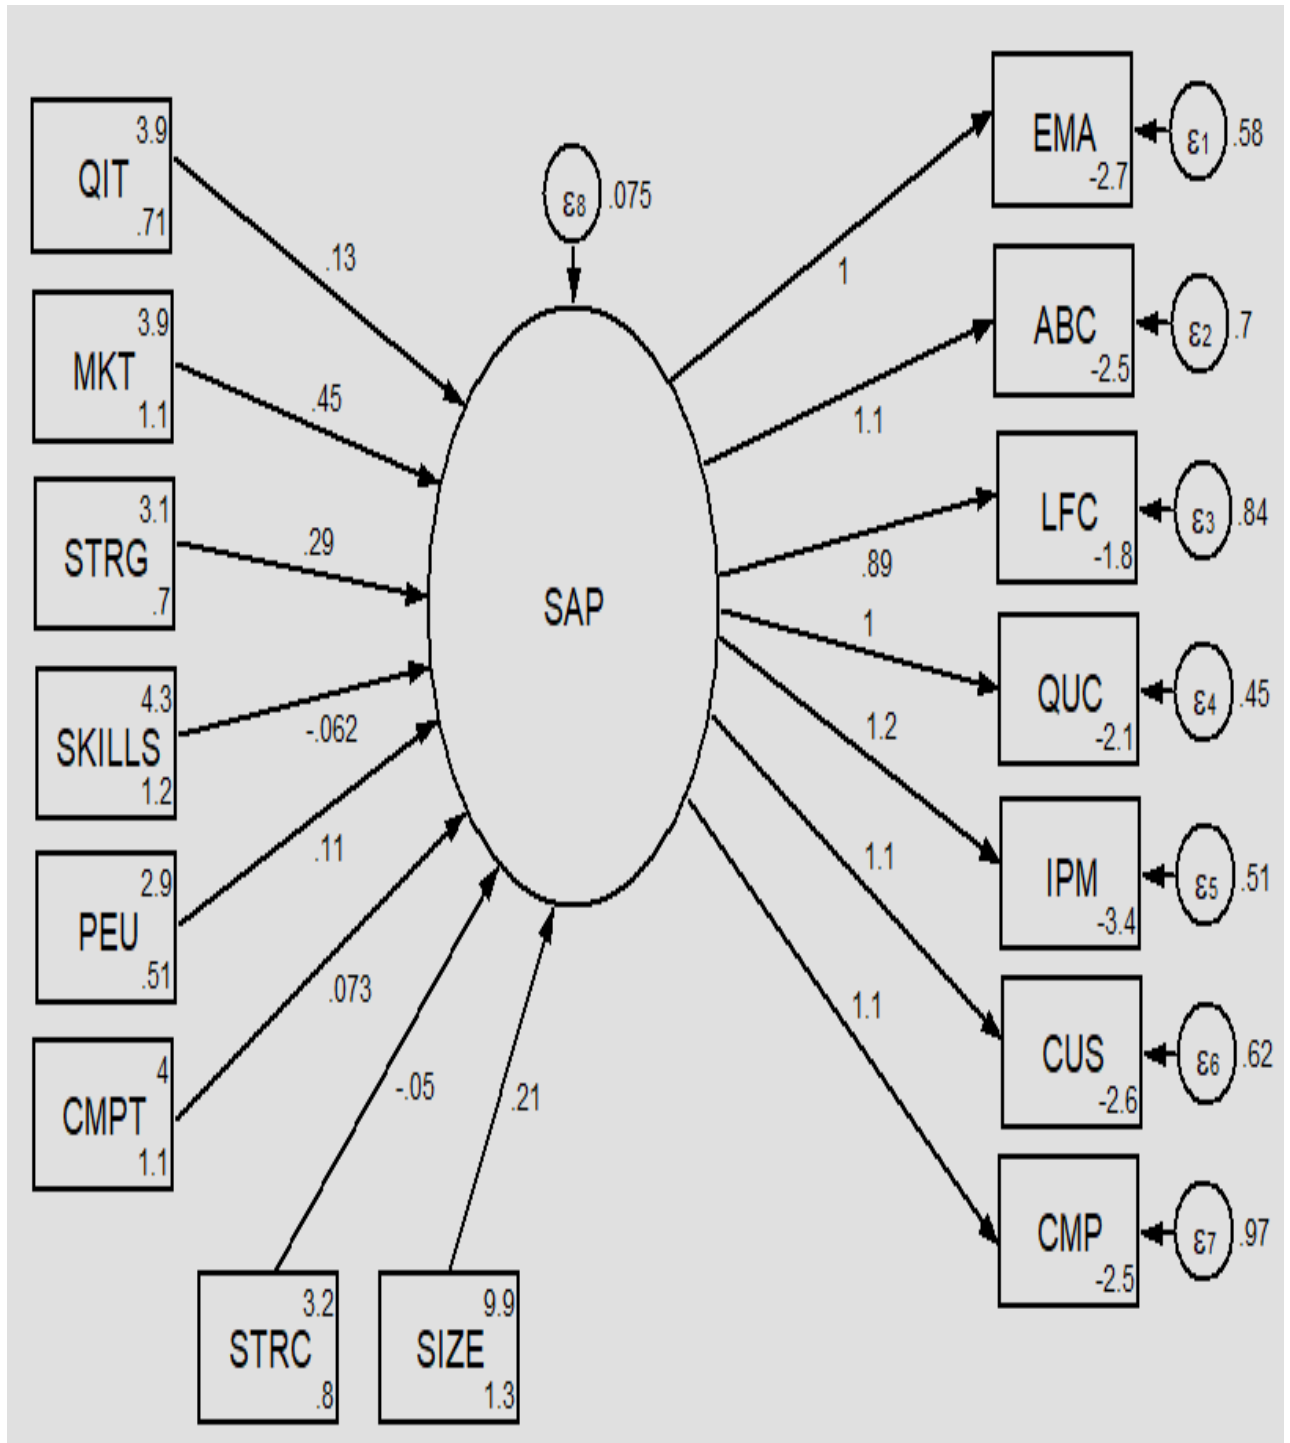 3.9
QIT
.71
3.9
MKT
1.1
3.1
STRG
.7
4.3
SKILLS
1.2
2.9
PEU
.51
4
CMPT
1.1
3.2
STRC
.8
9.9
SIZE
1.3
.13
.45
.29
-.062
.11
.073
-.05
.21
ε8 .075
SAP
1
1.1
.89
1
1.2
1.1
1.1
EMA
-2.7
ε1 .58
ABC
-2.5
ε2 .7
LFC
-1.8
ε3 .84
QUC
-2.1
ε4 .45
IPM
-3.4
ε5 .51
CUS
-2.6
ε6 .62
CMP
-2.5
ε7 .97